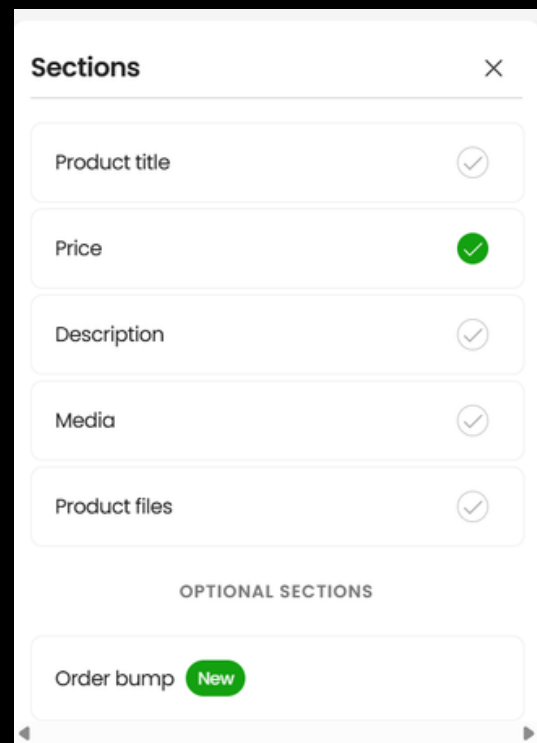 Sections
Product title
Price
Description
Media
Product files
OPTIONAL SECTIONS
Order bump New